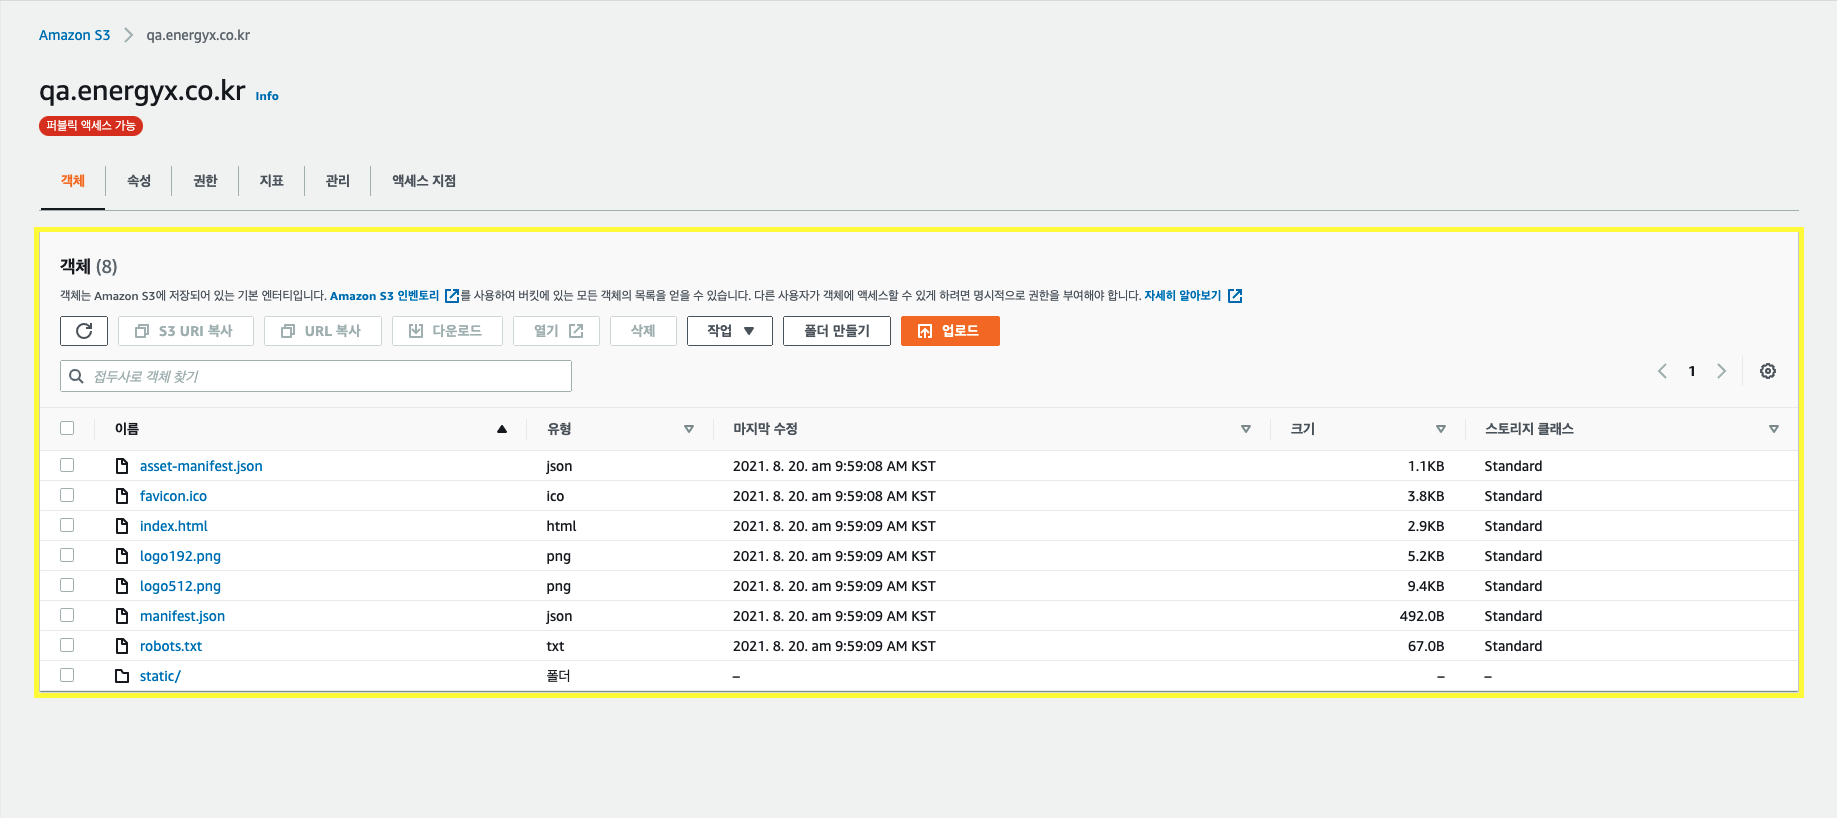 Amazon S3 > qa.energyx.co.kr
qa.energyx.co.kr Info
퍼블릭 액세스 가능
객체 속성 권한 지표 관리 액세스 지점
객체 (8)
객체는 Amazon S3에 저장되어 있는 기본 엔터티입니다. Amazon S3 인벤토리 를 사용하여 버킷에 있는 모든 객체의 목록을 얻을 수 있습니다. 다른 사용자가 객체에 액세스할 수 있게 하려면 명시적으로 권한을 부여해야 합니다. 자세히 알아보기
S3 URI 복사 URL 복사 다운로드 열기 삭제 작업 폴더 만들기 업로드
접두사로 객체 찾기 1
이름 유형 마지막 수정 크기 스토리지 클래스
asset-manifest.json json 2021. 8. 20. am 9:59:08 AM KST 1.1KB Standard
favicon.ico ico 2021. 8. 20. am 9:59:08 AM KST 3.8KB Standard
index.html html 2021. 8. 20. am 9:59:09 AM KST 2.9KB Standard
logo192.png png 2021. 8. 20. am 9:59:09 AM KST 5.2KB Standard
logo512.png png 2021. 8. 20. am 9:59:09 AM KST 9.4KB Standard
manifest.json json 2021. 8. 20. am 9:59:09 AM KST 492.0B Standard
robots.txt txt 2021. 8. 20. am 9:59:09 AM KST 67.0B Standard
static/ 폴더 – – –